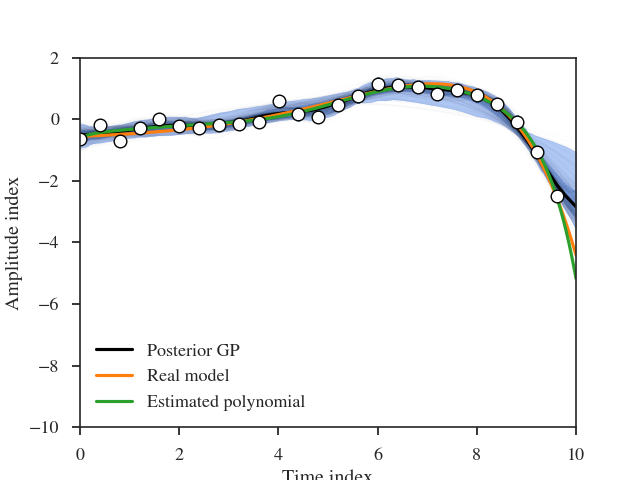 2
0
−2
−4
−6
−8
−10
Amplitude index
Posterior GP
Real model
Estimated polynomial
0 2 4 6 8 10
Time index